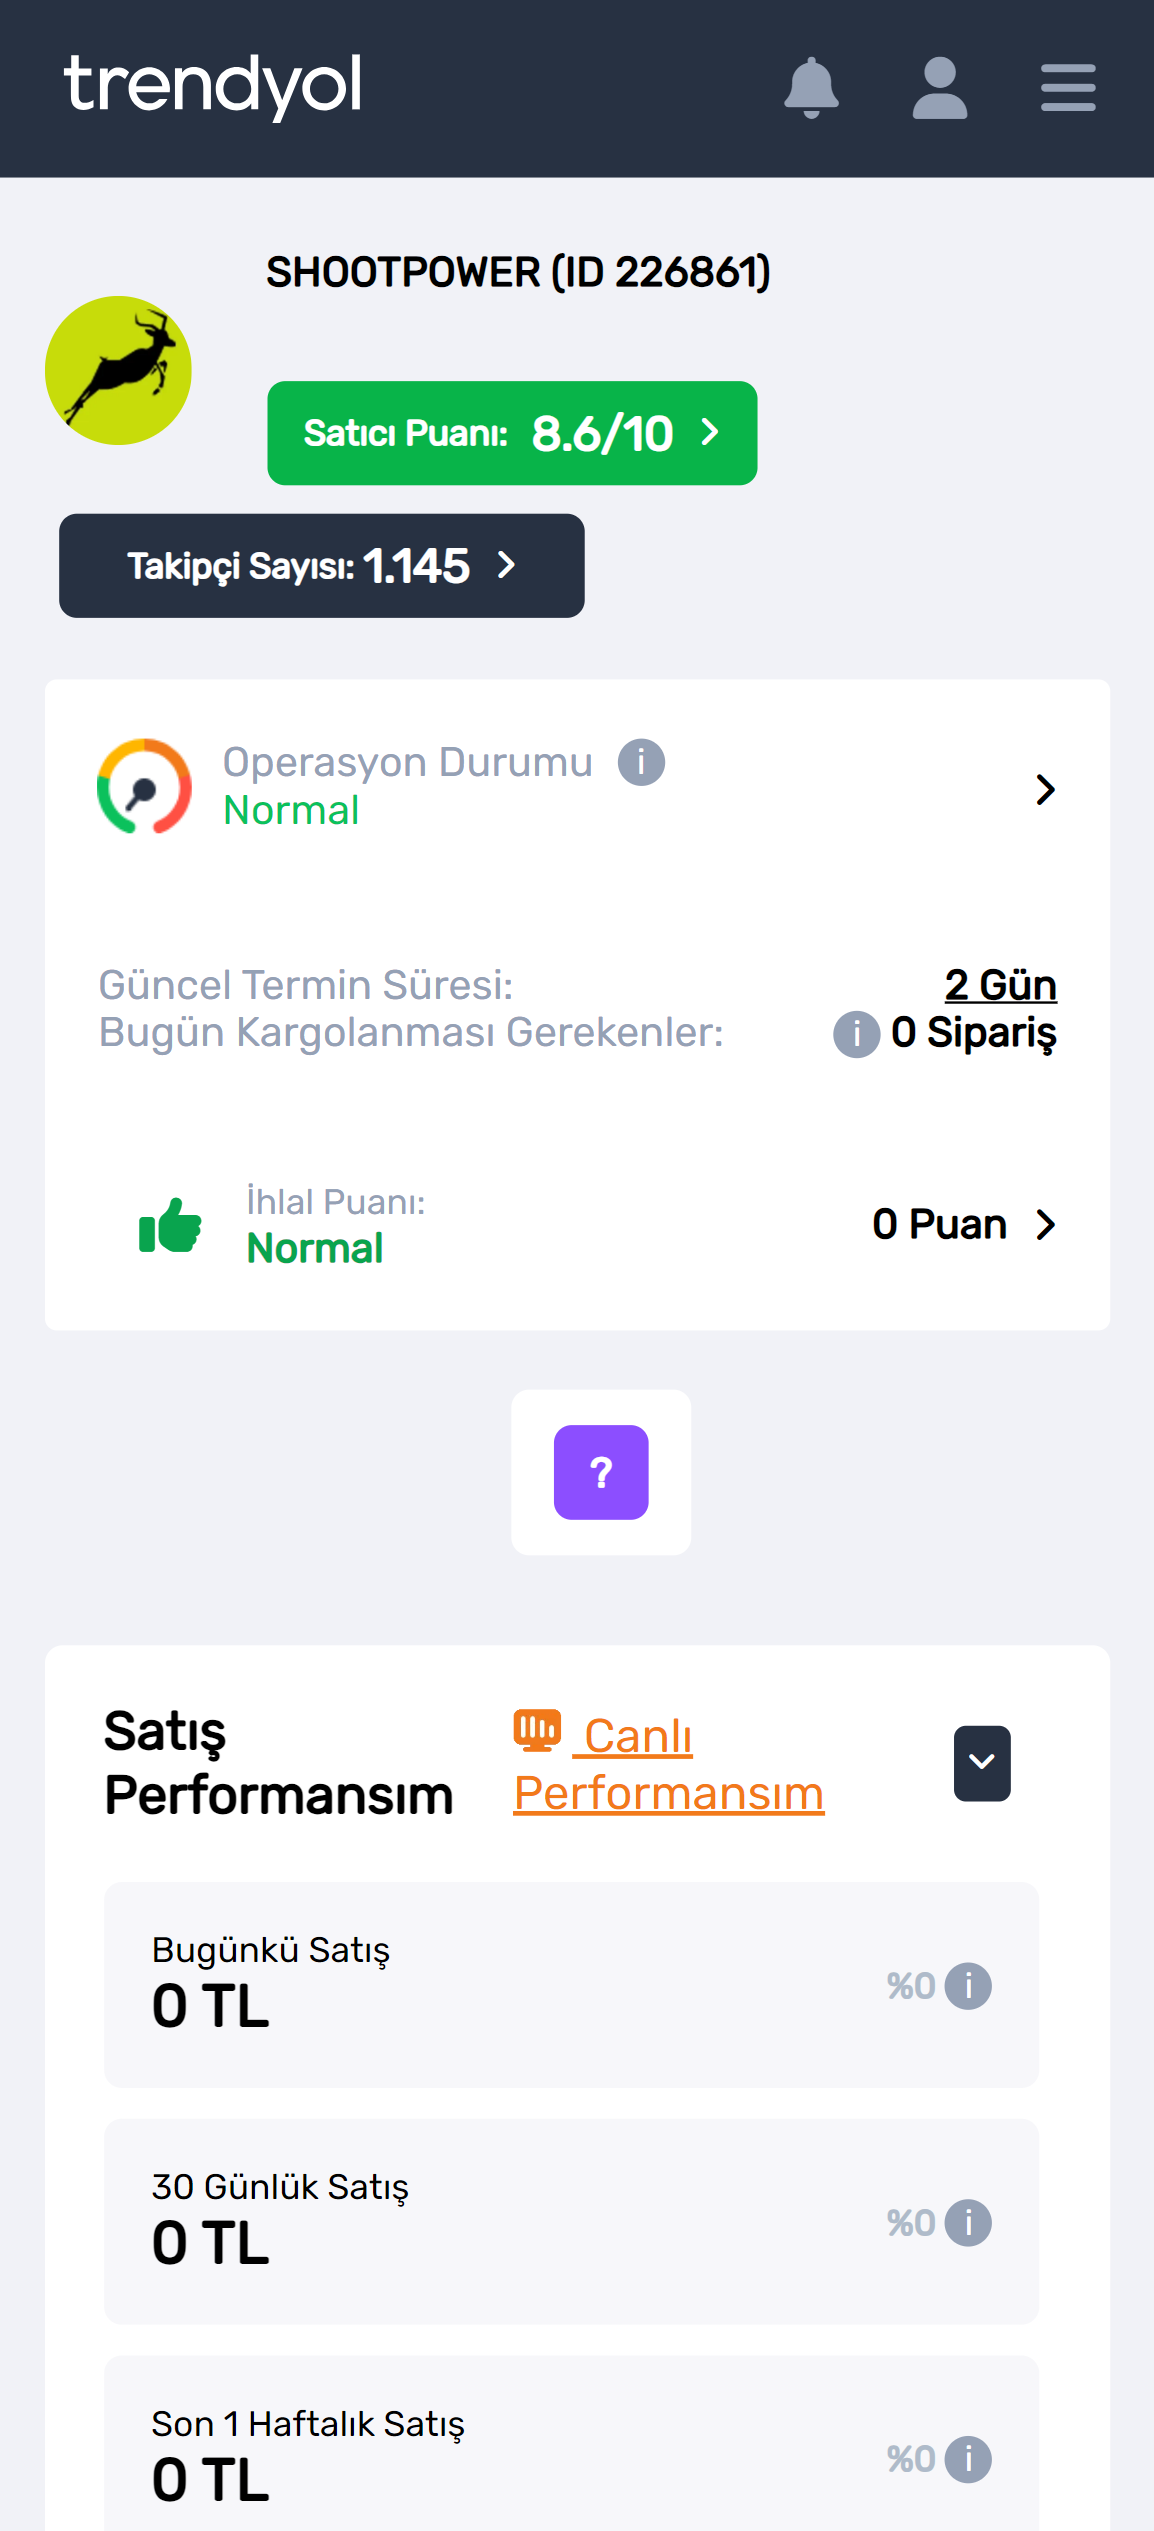 trendyol
SHOOTPOWER (ID 226861)
Satıcı Puanı: 8.6/10
Takipçi Sayısı: 1.145
Operasyon Durumu i
Normal
Güncel Termin Süresi: 2 Gün
Bugün Kargolanması Gerekenler: i 0 Sipariş
İhlal Puanı:
Normal
0 Puan
?
Satış
Performansım
Canlı
Performansım
Bugünkü Satış
0 TL
%0 i
30 Günlük Satış
0 TL
%0 i
Son 1 Haftalık Satış
0 TL
%0 i